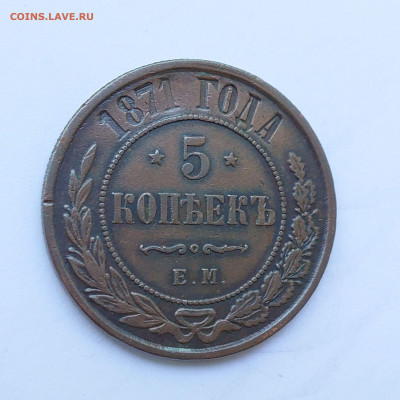 COINS.LAVE.RU
1871 ГОДА
5
КОПѢЕКЪ
Е.М.